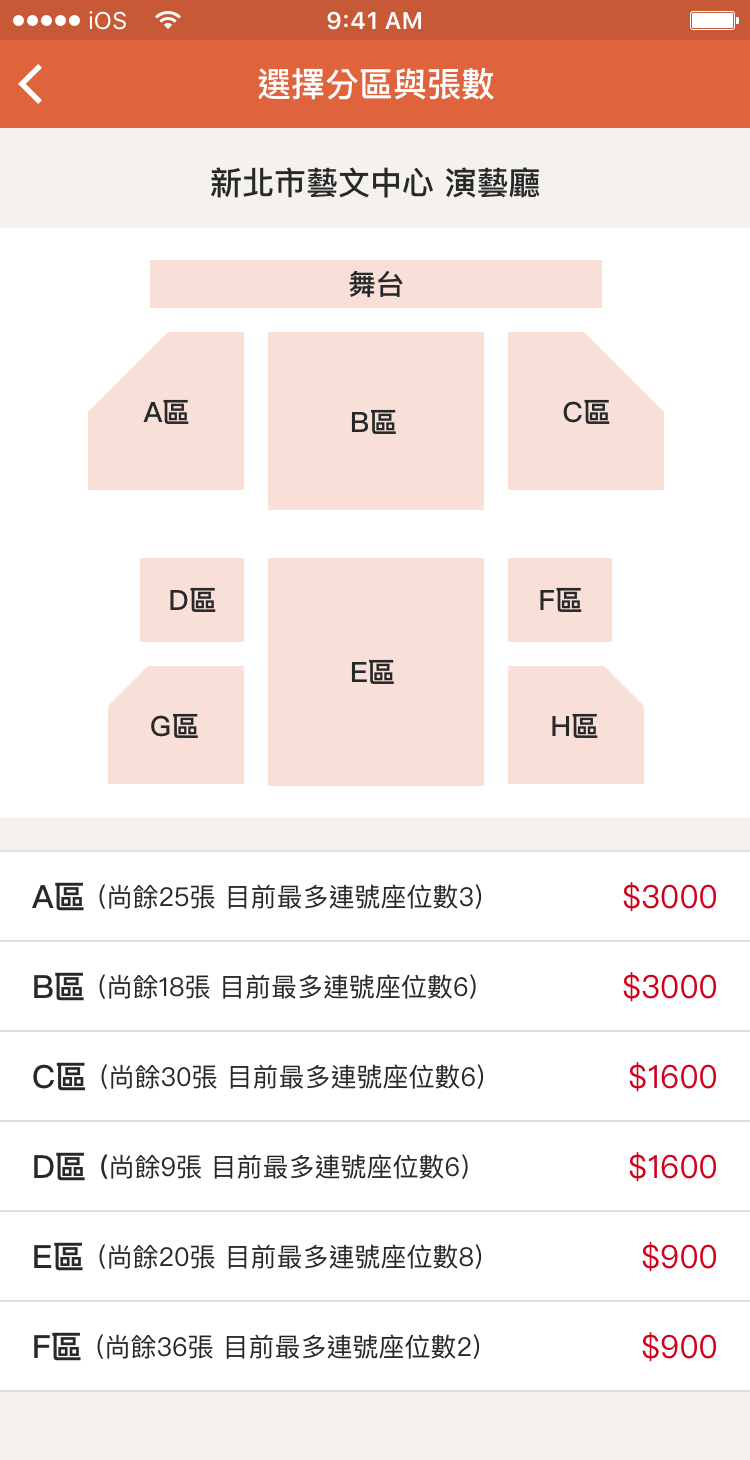 iOS 9:41 AM
選擇分區與張數
新北市藝文中心 演藝廳
舞台
A區
B區
C區
D區
E區
F區
G區
H區
A區 (尚餘25張 目前最多連號座位數3) $3000
B區 (尚餘18張 目前最多連號座位數6) $3000
C區 (尚餘30張 目前最多連號座位數6) $1600
D區 (尚餘9張 目前最多連號座位數6) $1600
E區 (尚餘20張 目前最多連號座位數8) $900
F區 (尚餘36張 目前最多連號座位數2) $900